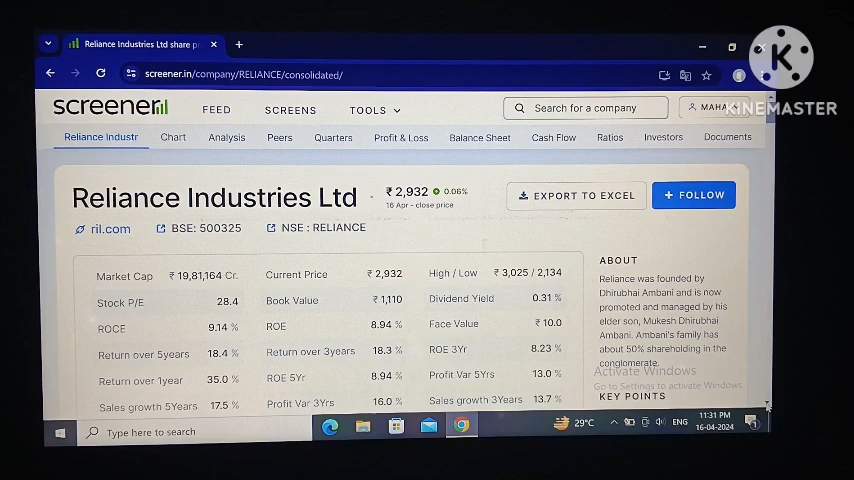 Reliance Industries Ltd share pr
screener.in/company/RELIANCE/consolidated/
KINEMASTER
screener
FEED
SCREENS
TOOLS
Search for a company
MAHA
Reliance Industr
Chart
Analysis
Peers
Quarters
Profit & Loss
Balance Sheet
Cash Flow
Ratios
Investors
Documents
Reliance Industries Ltd
₹ 2,932 0.06%
16 Apr - close price
EXPORT TO EXCEL
+ FOLLOW
ril.com
BSE: 500325
NSE : RELIANCE
Market Cap ₹ 19,81,164 Cr.
Current Price ₹ 2,932
High / Low ₹ 3,025 / 2,134
Stock P/E 28.4
Book Value ₹ 1,110
Dividend Yield 0.31 %
ROCE 9.14 %
ROE 8.94 %
Face Value ₹ 10.0
Return over 5years 18.4 %
Return over 3years 18.3 %
ROE 3Yr 8.23 %
Return over 1year 35.0 %
ROE 5Yr 8.94 %
Profit Var 5Yrs 13.0 %
Sales growth 5Years 17.5 %
Profit Var 3Yrs 16.0 %
Sales growth 3Years 13.7 %
ABOUT
Reliance was founded by
Dhirubhai Ambani and is now
promoted and managed by his
elder son, Mukesh Dhirubhai
Ambani. Ambani's family has
about 50% shareholding in the
conglomerate.
Activate Windows
Go to Settings to activate Windows.
KEY POINTS
Type here to search
29°C
ENG
11:31 PM
16-04-2024
1